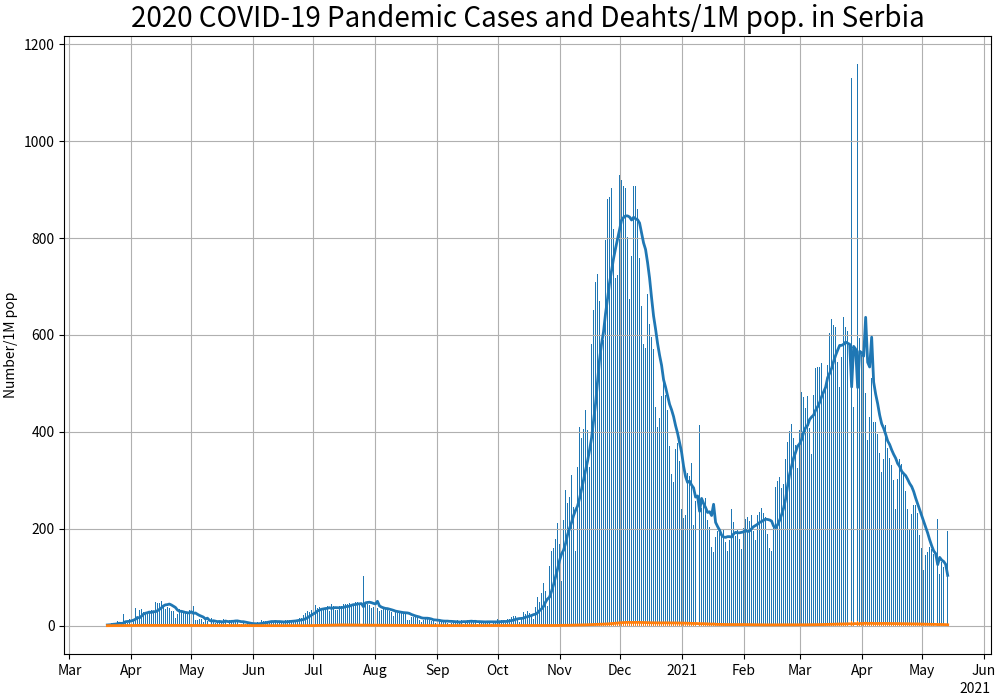 2020 COVID-19 Pandemic Cases and Deahts/1M pop. in Serbia
1200
1000
800
600
400
200
0
Number/1M pop
Mar Apr May Jun Jul Aug Sep Oct Nov Dec 2021 Feb Mar Apr May Jun
2021